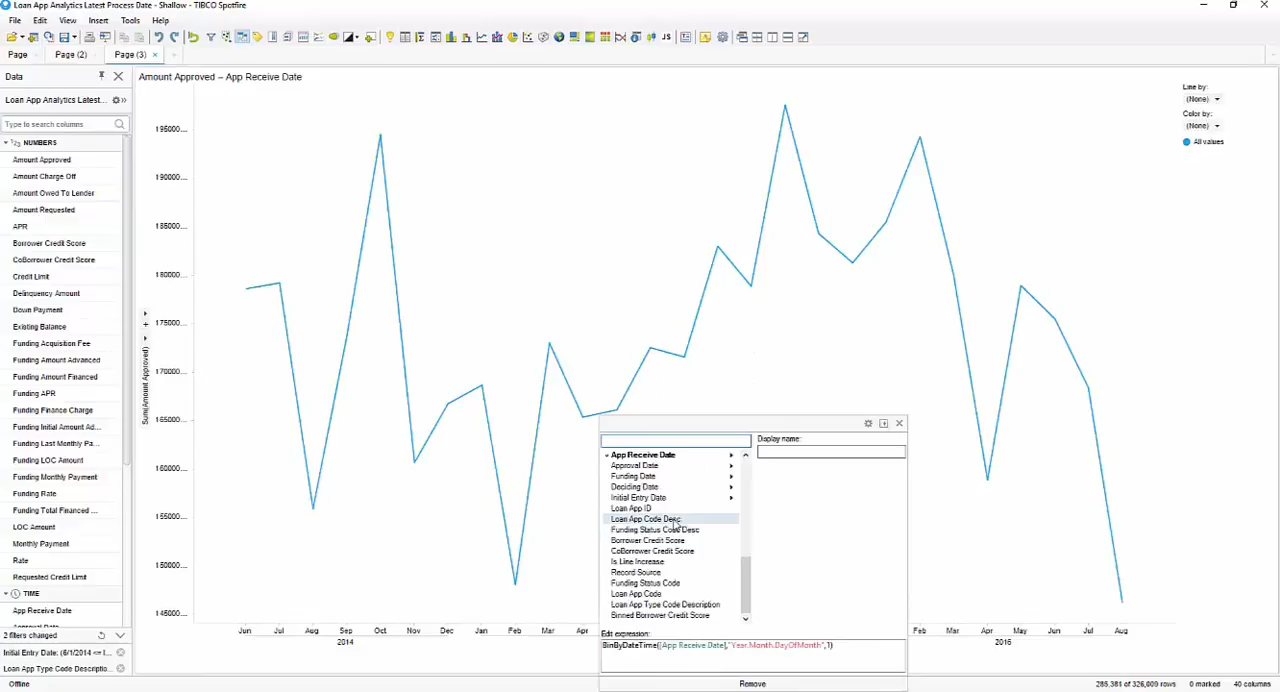 Loan App Analytics Latest Process Date - Shallow - TIBCO Spotfire
File Edit View Insert Tools Help
JS
Page Page (2) Page (3)
Data
Loan App Analytics Latest...
Type to search columns
NUMBERS
Amount Approved
Amount Charge Off
Amount Owed To Lender
Amount Requested
APR
Borrower Credit Score
CoBorrower Credit Score
Credit Limit
Delinquency Amount
Down Payment
Existing Balance
Funding Acquisition Fee
Funding Amount Advanced
Funding Amount Financed
Funding APR
Funding Finance Charge
Funding Initial Amount Ad...
Funding Last Monthly Pa...
Funding LOC Amount
Funding Monthly Payment
Funding Rate
Funding Total Financed ...
LOC Amount
Monthly Payment
Rate
Requested Credit Limit
TIME
App Receive Date
Approval Date
2 filters changed
Initial Entry Date: (6/1/2014 <= I...
Loan App Type Code Descriptio...
Offline
Amount Approved – App Receive Date
195000...
190000...
185000...
180000...
175000...
170000...
165000...
160000...
155000...
150000...
145000...
Sum(Amount Approved)
Jun Jul Aug Sep Oct Nov Dec Jan Feb Mar Apr
2014
Feb Mar Apr May Jun Jul Aug
2016
Line by:
(None)
Color by:
(None)
All values
Display name:
App Receive Date
Approval Date
Funding Date
Deciding Date
Initial Entry Date
Loan App ID
Loan App Code Desc
Funding Status Code Desc
Borrower Credit Score
CoBorrower Credit Score
Is Line Increase
Record Source
Funding Status Code
Loan App Code
Loan App Type Code Description
Binned Borrower Credit Score
Edit expression:
BinByDateTime([App Receive Date],"Year.Month.DayOfMonth",1)
Remove
285,381 of 326,009 rows 0 marked 40 columns